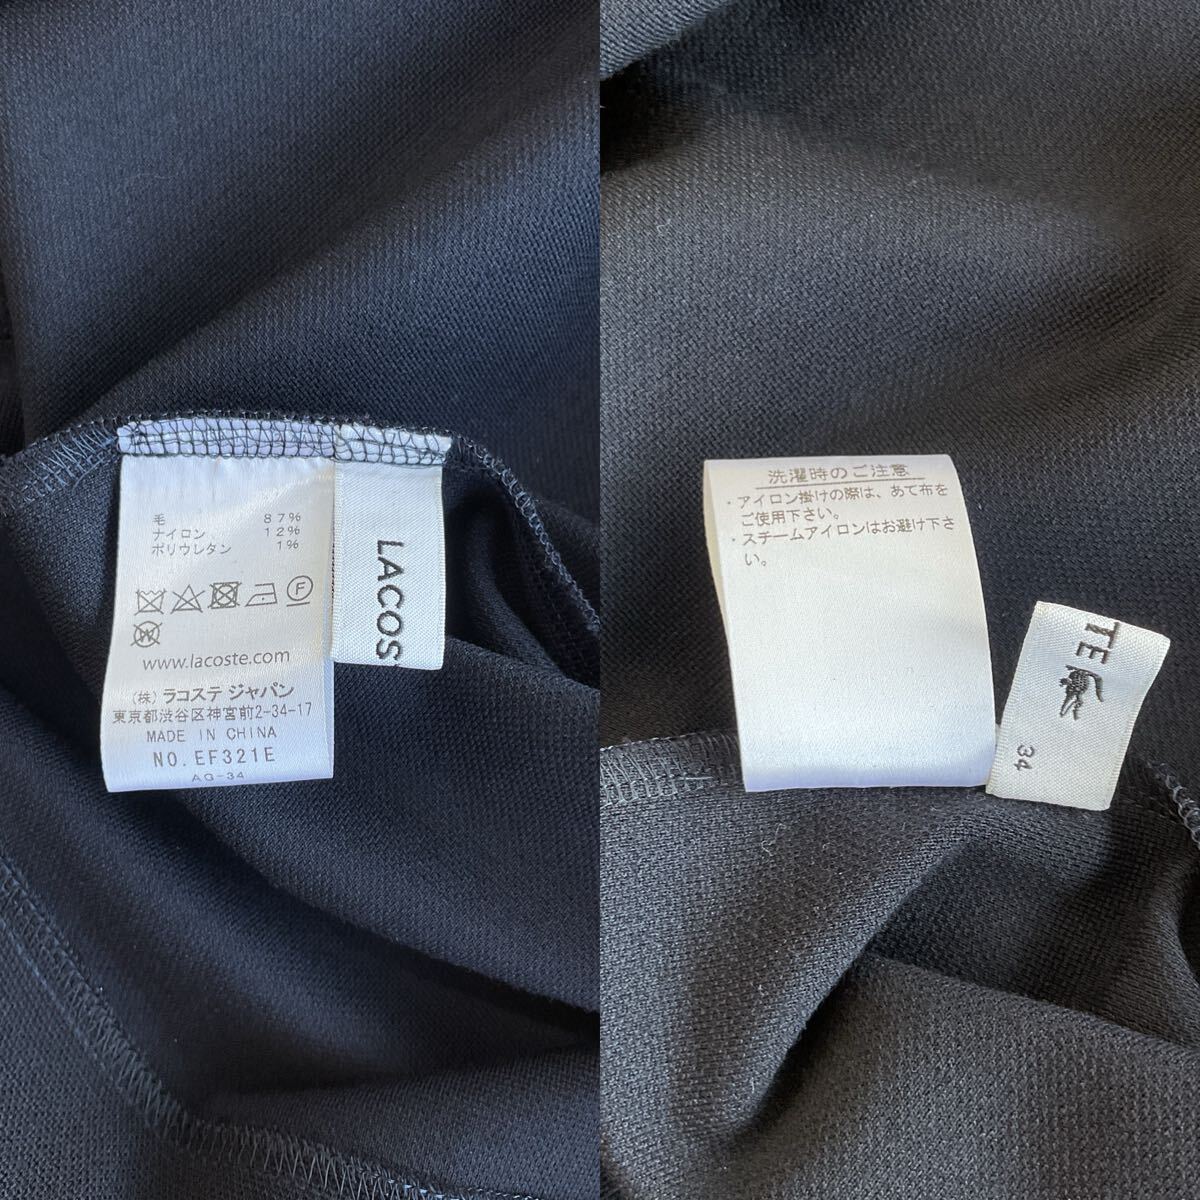 毛 87%
ナイロン 12%
ポリウレタン 1%
F
W
www.lacoste.com
(株) ラコステ ジャパン
東京都渋谷区神宮前2-34-17
MADE IN CHINA
NO.EF321E
AG-34
LACOS
洗濯時のご注意
・アイロン掛けの際は、あて布を
ご使用下さい。
・スチームアイロンはお避け下さ
い。
TE
34